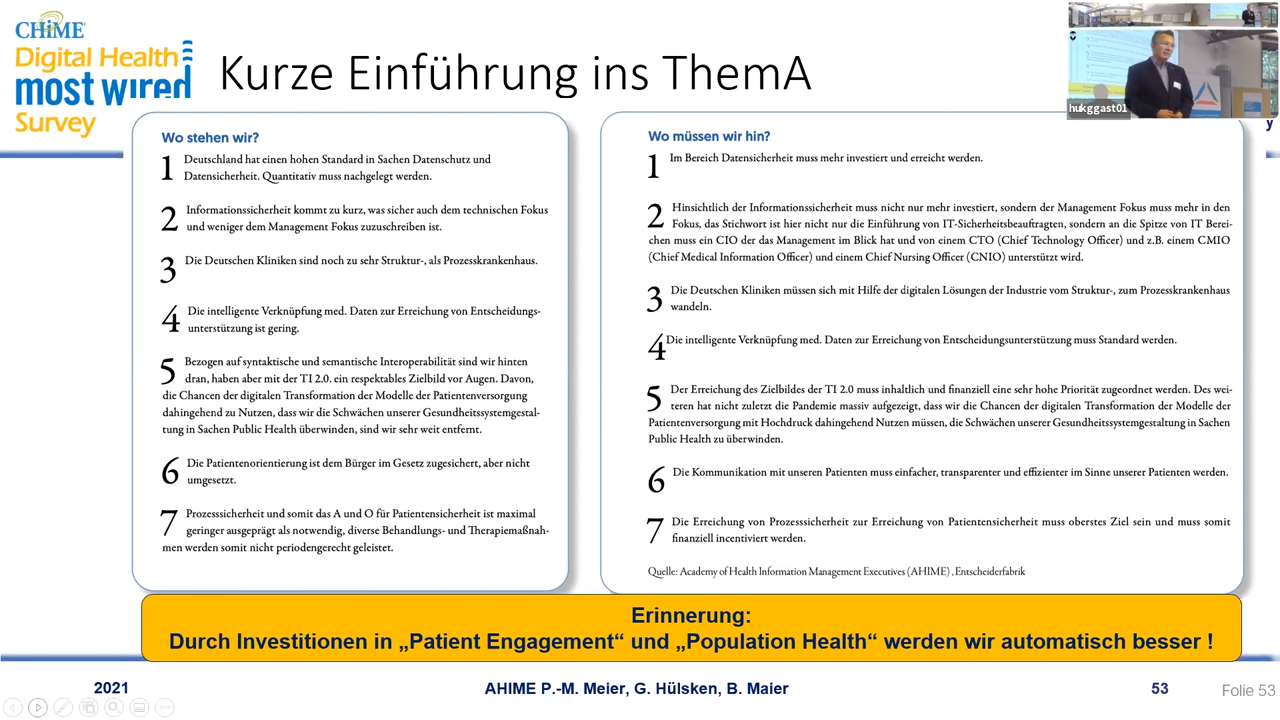 CHiME
Digital Health
most wired
Survey
Kurze Einführung ins ThemA
hukggast01
y
Wo stehen wir?
1 Deutschland hat einen hohen Standard in Sachen Datenschutz und
Datensicherheit. Quantitativ muss nachgelegt werden.
2 Informationssicherheit kommt zu kurz, was sicher auch dem technischen Fokus
und weniger dem Management Fokus zuzuschreiben ist.
3 Die Deutschen Kliniken sind noch zu sehr Struktur-, als Prozesskrankenhaus.
4 Die intelligente Verknüpfung med. Daten zur Erreichung von Entscheidungs-
unterstützung ist gering.
5 Bezogen auf syntaktische und semantische Interoperabilität sind wir hinten
dran, haben aber mit der TI 2.0. ein respektables Zielbild vor Augen. Davon,
die Chancen der digitalen Transformation der Modelle der Patientenversorgung
dahingehend zu Nutzen, dass wir die Schwächen unserer Gesundheitssystemgestal-
tung in Sachen Public Health überwinden, sind wir sehr weit entfernt.
6 Die Patientenorientierung ist dem Bürger im Gesetz zugesichert, aber nicht
umgesetzt.
7 Prozesssicherheit und somit das A und O für Patientensicherheit ist maximal
geringer ausgeprägt als notwendig, diverse Behandlungs- und Therapiemaßnah-
men werden somit nicht periodengerecht geleistet.
Wo müssen wir hin?
1 Im Bereich Datensicherheit muss mehr investiert und erreicht werden.
2 Hinsichtlich der Informationssicherheit muss nicht nur mehr investiert, sondern der Management Fokus muss mehr in den
Fokus, das Stichwort ist hier nicht nur die Einführung von IT-Sicherheitsbeauftragten, sondern an die Spitze von IT Berei-
chen muss ein CIO der das Management im Blick hat und von einem CTO (Chief Technology Officer) und z.B. einem CMIO
(Chief Medical Information Officer) und einem Chief Nursing Officer (CNIO) unterstützt wird.
3 Die Deutschen Kliniken müssen sich mit Hilfe der digitalen Lösungen der Industrie vom Struktur-, zum Prozesskrankenhaus
wandeln.
4 Die intelligente Verknüpfung med. Daten zur Erreichung von Entscheidungsunterstützung muss Standard werden.
5 Der Erreichung des Zielbildes der TI 2.0 muss inhaltlich und finanziell eine sehr hohe Priorität zugeordnet werden. Des wei-
teren hat nicht zuletzt die Pandemie massiv aufgezeigt, dass wir die Chancen der digitalen Transformation der Modelle der
Patientenversorgung mit Hochdruck dahingehend Nutzen müssen, die Schwächen unserer Gesundheitssystemgestaltung in Sachen
Public Health zu überwinden.
6 Die Kommunikation mit unseren Patienten muss einfacher, transparenter und effizienter im Sinne unserer Patienten werden.
7 Die Erreichung von Prozesssicherheit zur Erreichung von Patientensicherheit muss oberstes Ziel sein und muss somit
finanziell incentiviert werden.
Quelle: Academy of Health Information Management Executives (AHIME) , Entscheiderfabrik
Erinnerung:
Durch Investitionen in „Patient Engagement“ und „Population Health“ werden wir automatisch besser !
2021
AHIME P.-M. Meier, G. Hülsken, B. Maier
53
Folie 53